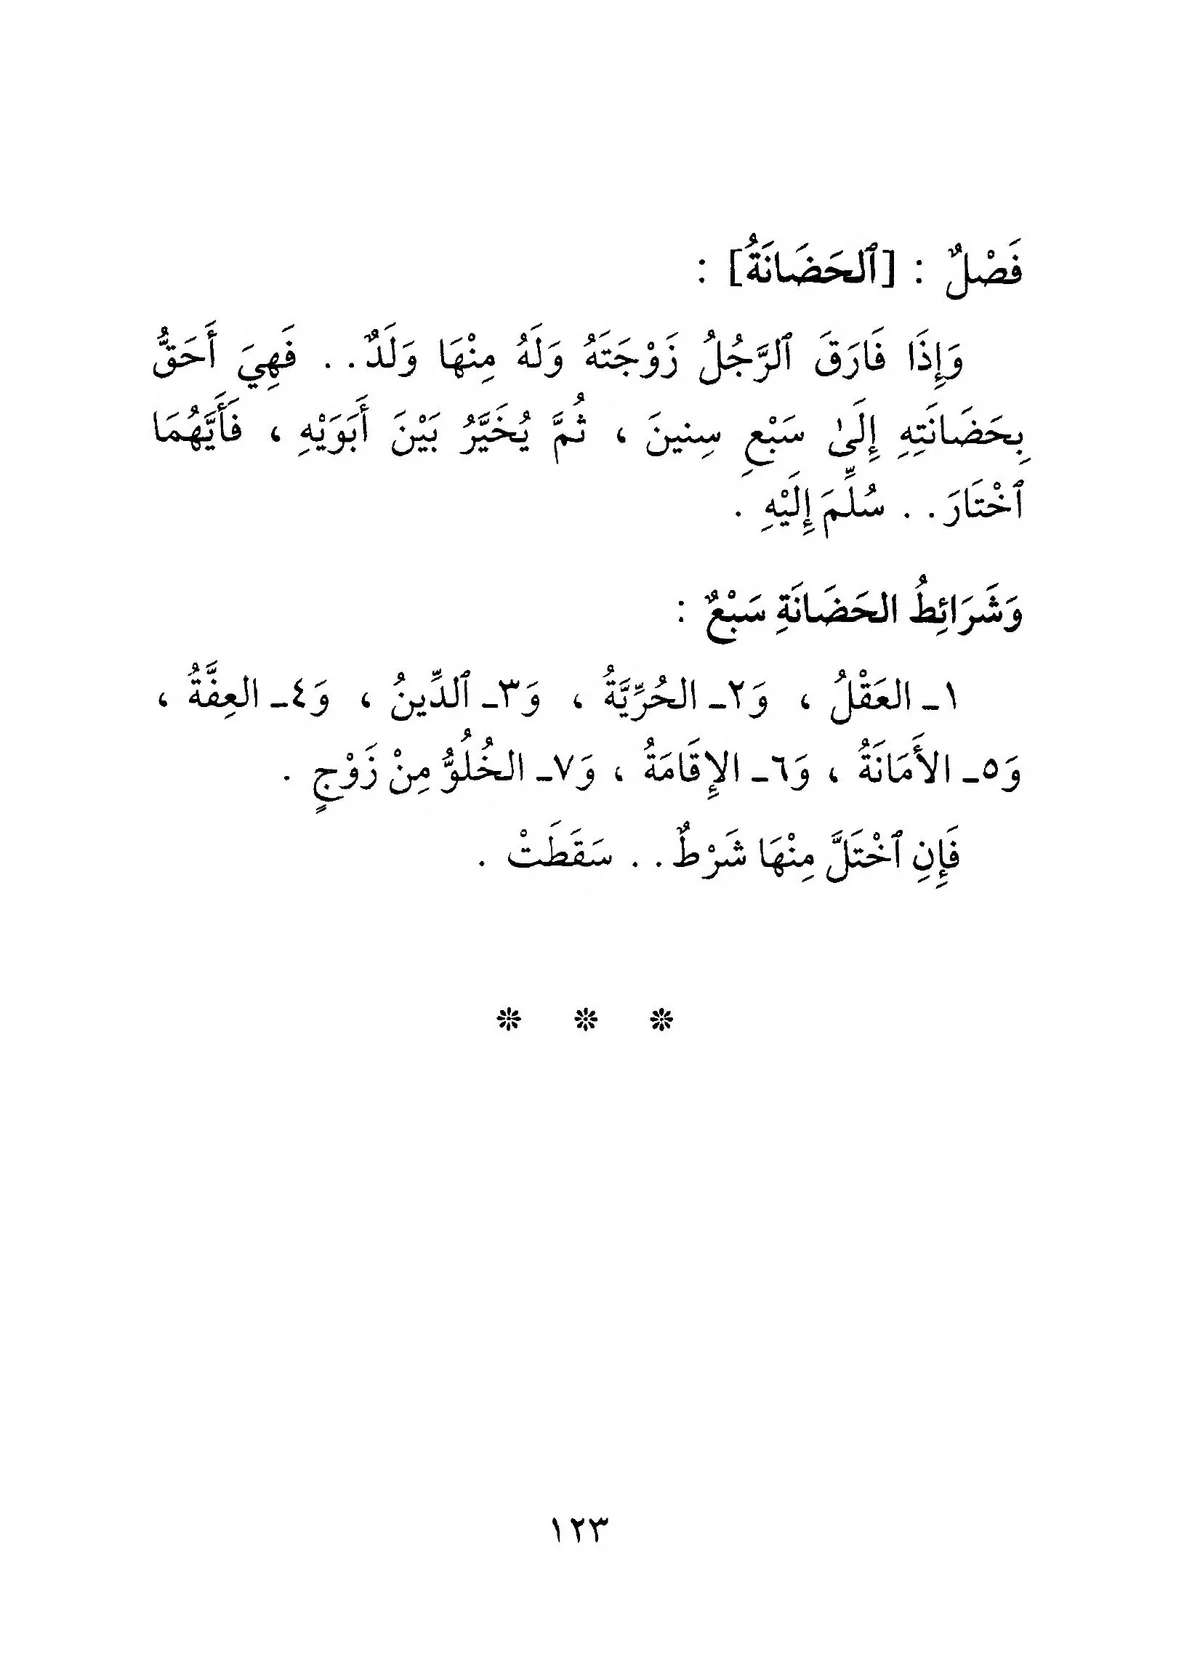 فَصْلٌ : [ٱلحَضَانَةُ] :
وَإِذَا فَارَقَ ٱلرَّجُلُ زَوْجَتَهُ وَلَهُ مِنْهَا وَلَدٌ . . فَهِيَ أَحَقُّ
بِحَضَانَتِهِ إِلَىٰ سَبْعِ سِنينَ ، ثُمَّ يُخَيَّرُ بَيْنَ أَبَوَيْهِ ، فَأَيَّهُمَا
ٱخْتَارَ . . سُلِّمَ إِلَيْهِ .
وَشَرَائِطُ الحَضَانَةِ سَبْعٌ :
١ـ العَقْلُ ، وَ٢ـ الحُرِّيَّةُ ، وَ٣ـ ٱلدِّينُ ، وَ٤ـ العِفَّةُ ،
وَ٥ـ الأَمَانَةُ ، وَ٦ـ الإِقَامَةُ ، وَ٧ـ الخُلُوُّ مِنْ زَوْجٍ .
فَإِنِ ٱخْتَلَّ مِنْهَا شَرْطٌ . . سَقَطَتْ .
* * *
١٢٣